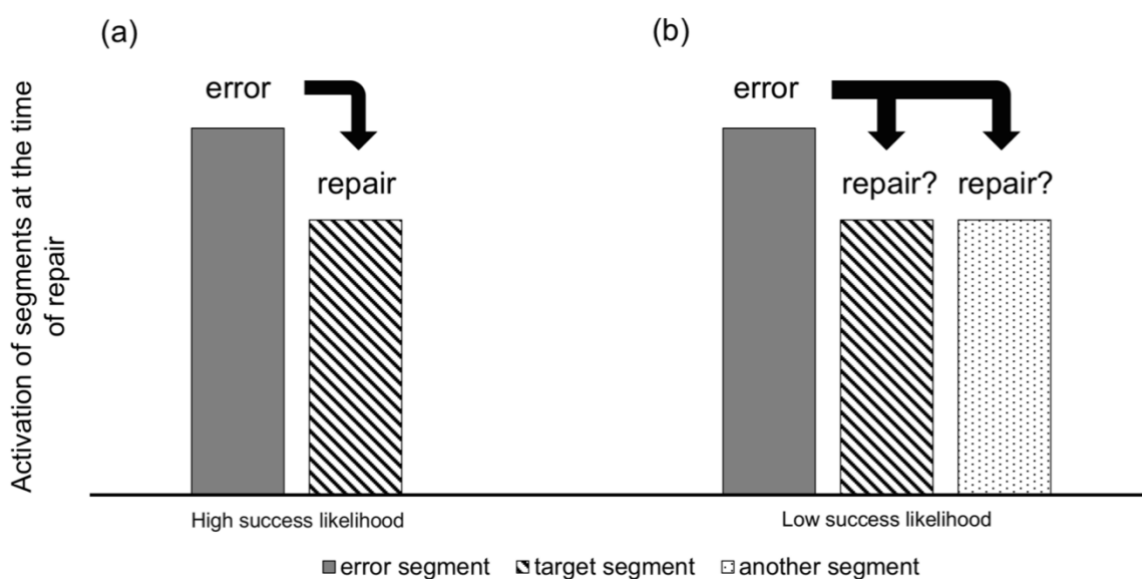 (a)
(b)
error
error
repair
repair? repair?
Activation of segments at the time
of repair
High success likelihood
Low success likelihood
error segment target segment another segment